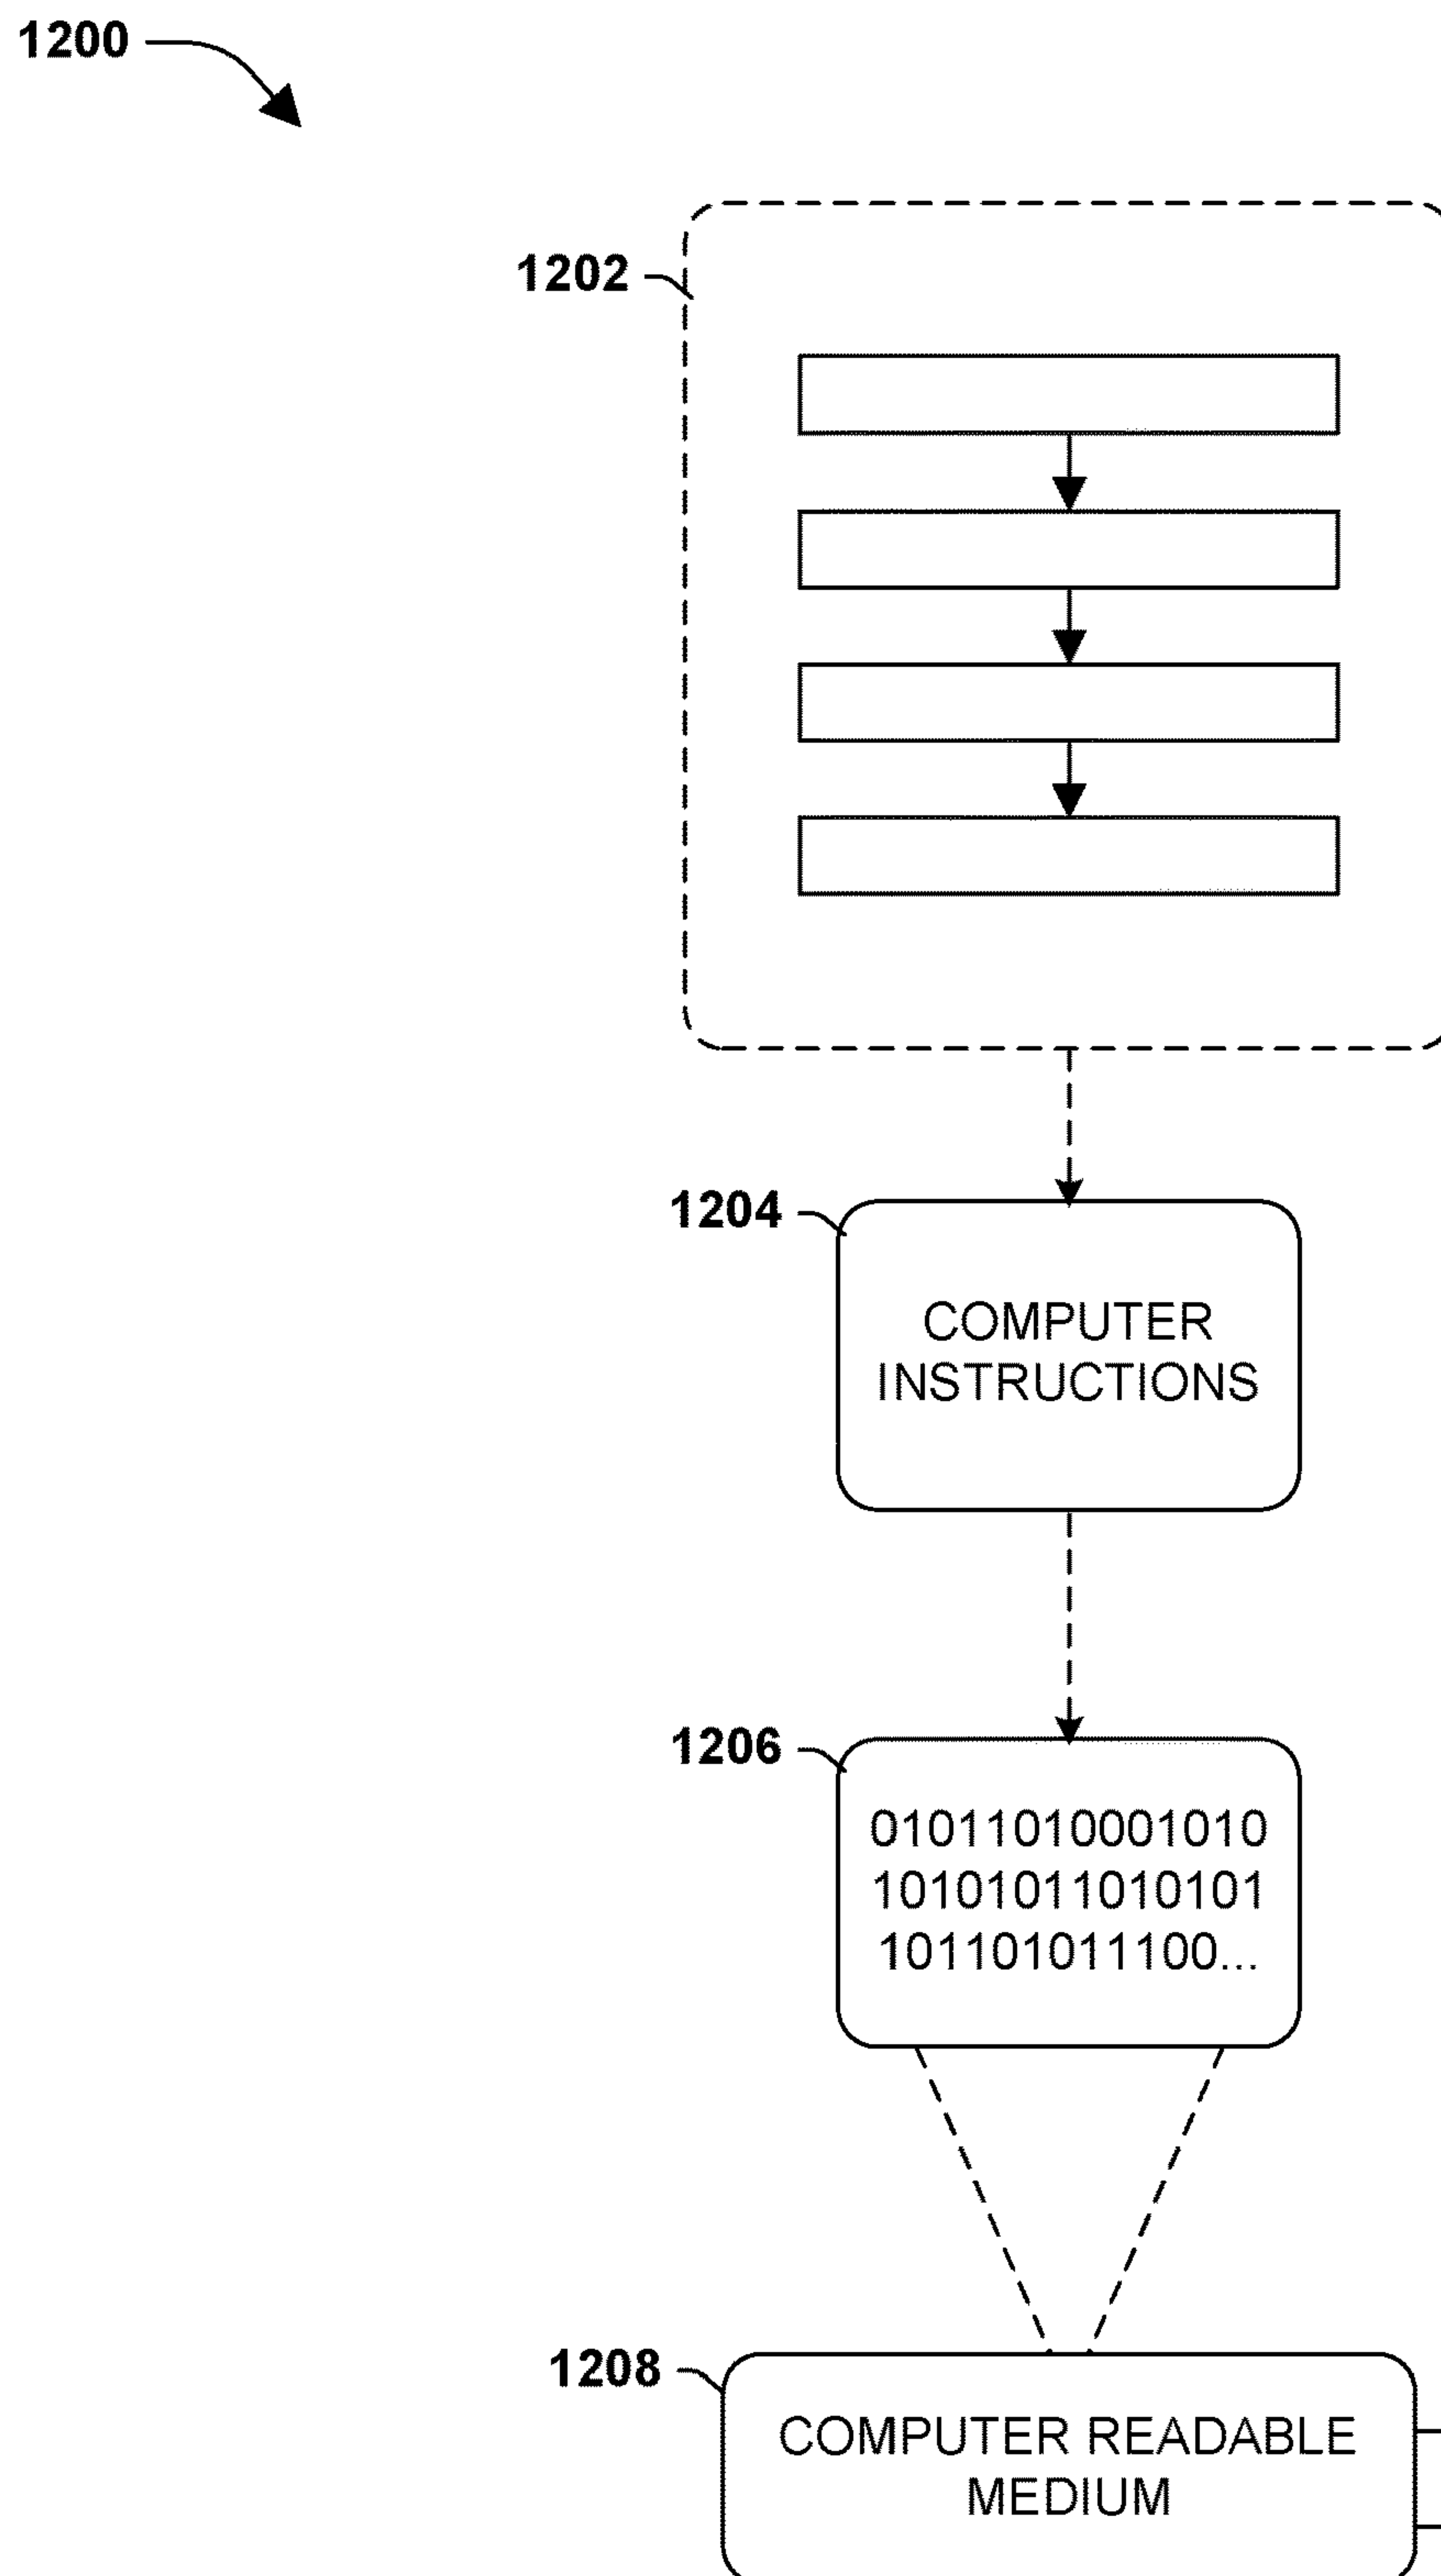 1200
1202
1204
COMPUTER
INSTRUCTIONS
1206
01011010001010
10101011010101
101101011100...
1208
COMPUTER READABLE
MEDIUM